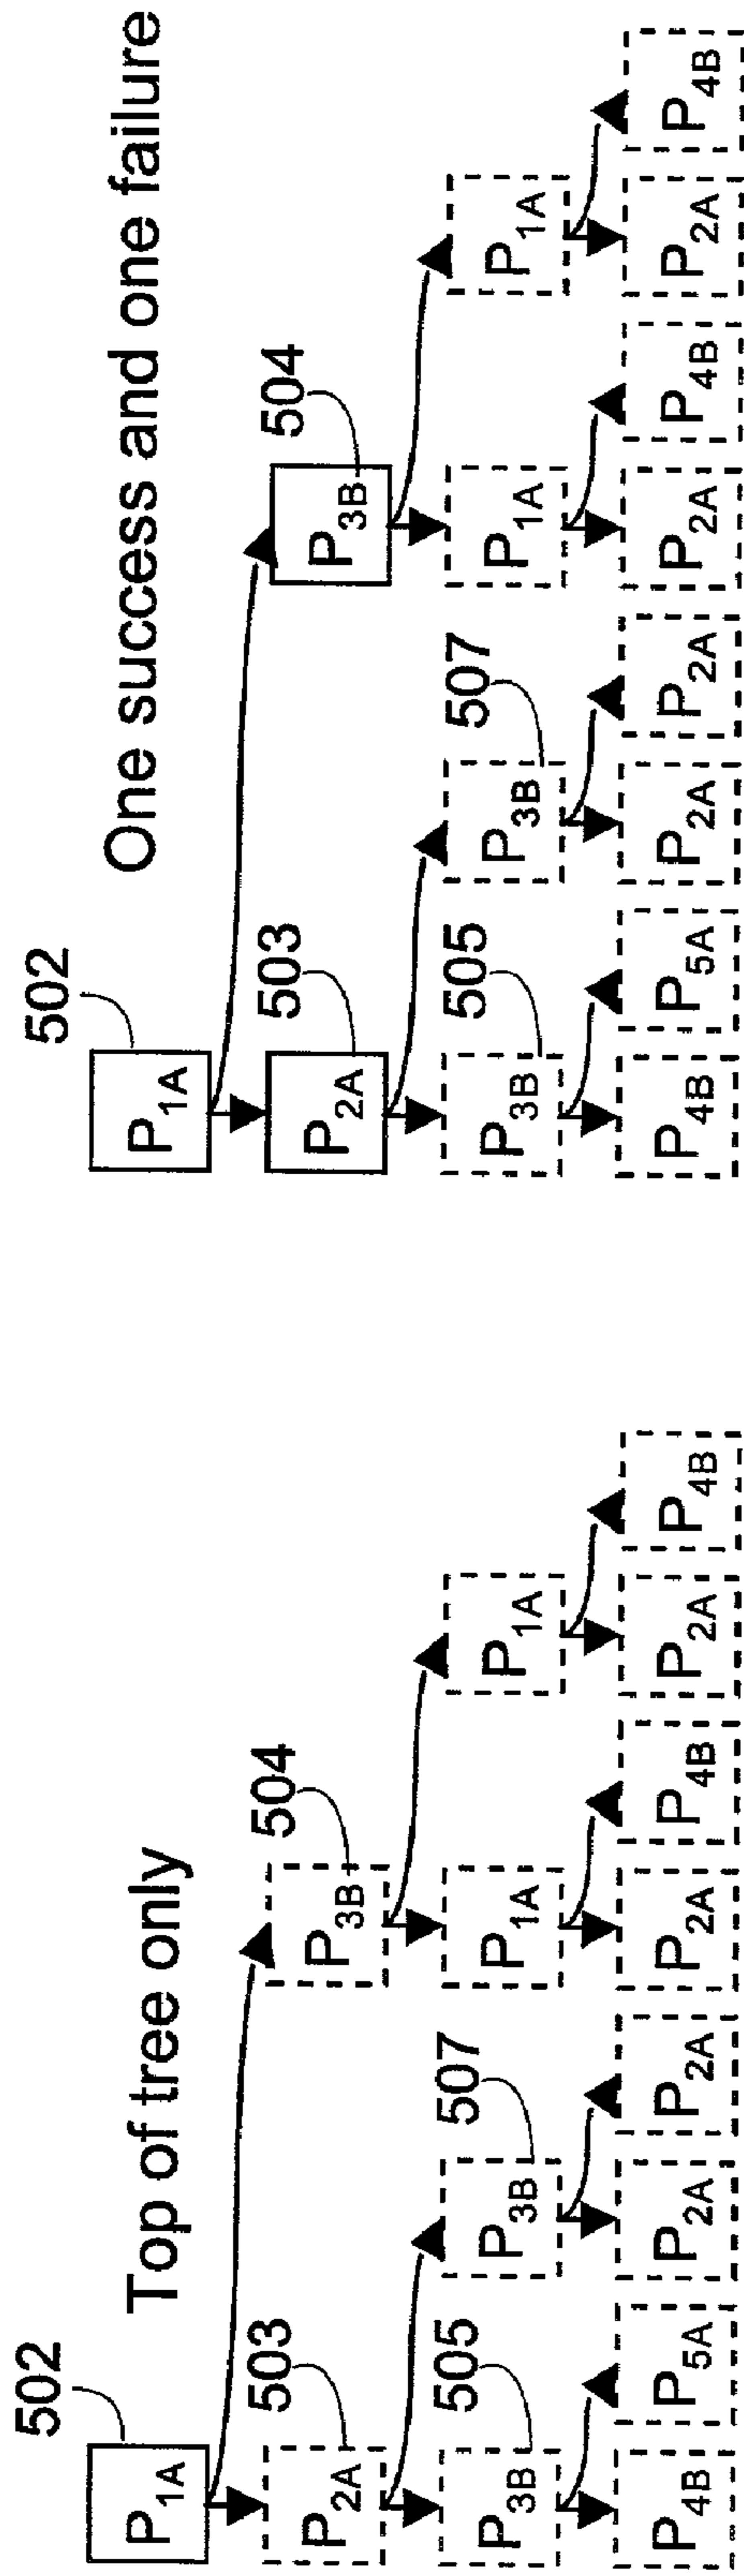 Top of tree only
502
P1A
503
504
P2A
P3B
505
507
P3B
P3B
P1A
P1A
P4B
P5A
P2A
P2A
P2A
P4B
P2A
P4B
One success and one failure
502
P1A
503
504
P2A
P3B
505
507
P3B
P3B
P1A
P1A
P4B
P5A
P2A
P2A
P2A
P4B
P2A
P4B